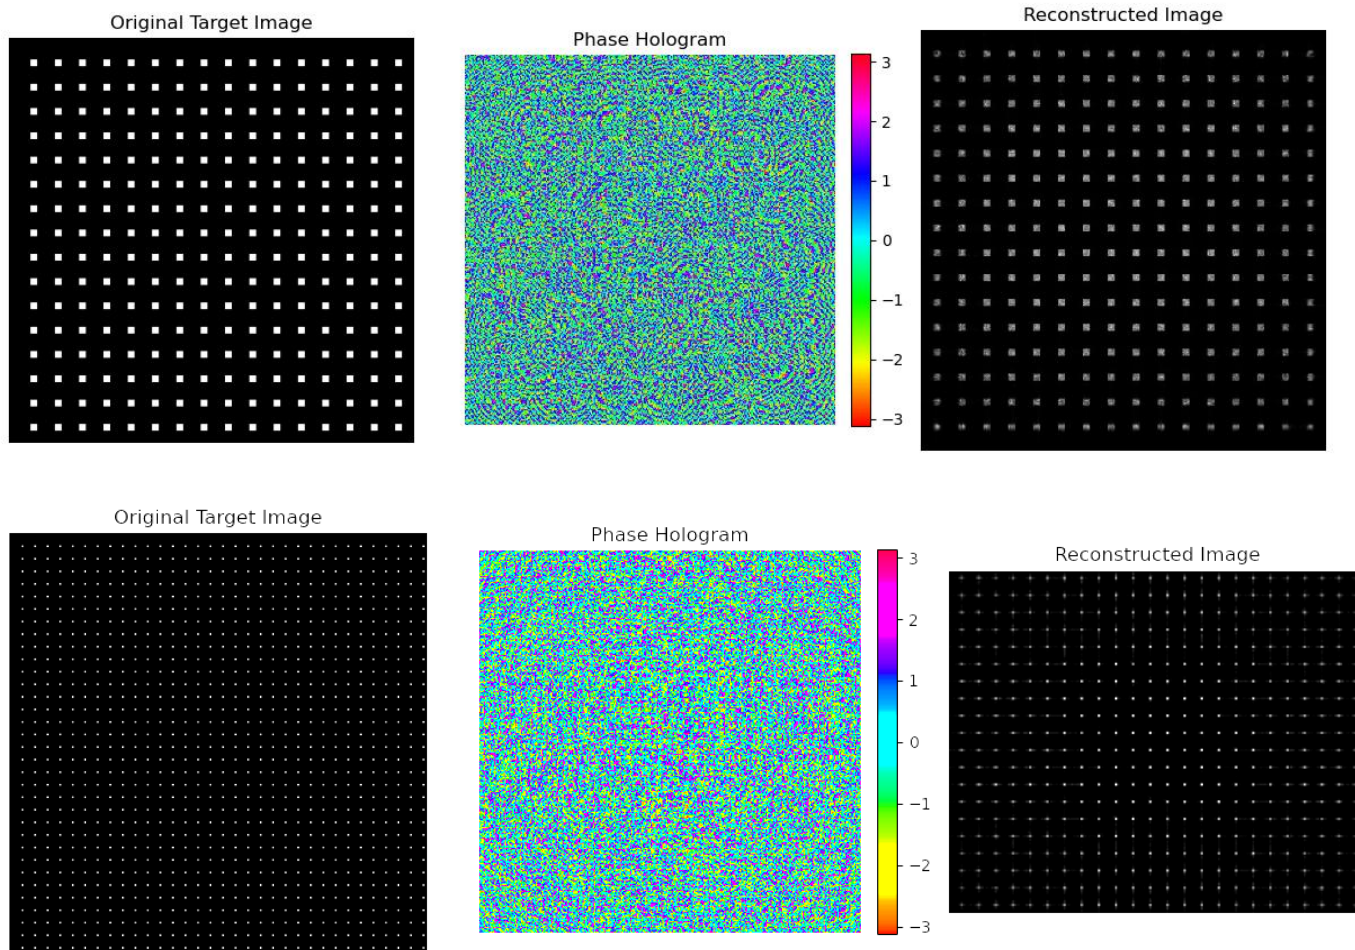 Original Target Image
Phase Hologram
Reconstructed Image
3
2
1
0
−1
−2
−3
Original Target Image
Phase Hologram
Reconstructed Image
3
2
1
0
−1
−2
−3